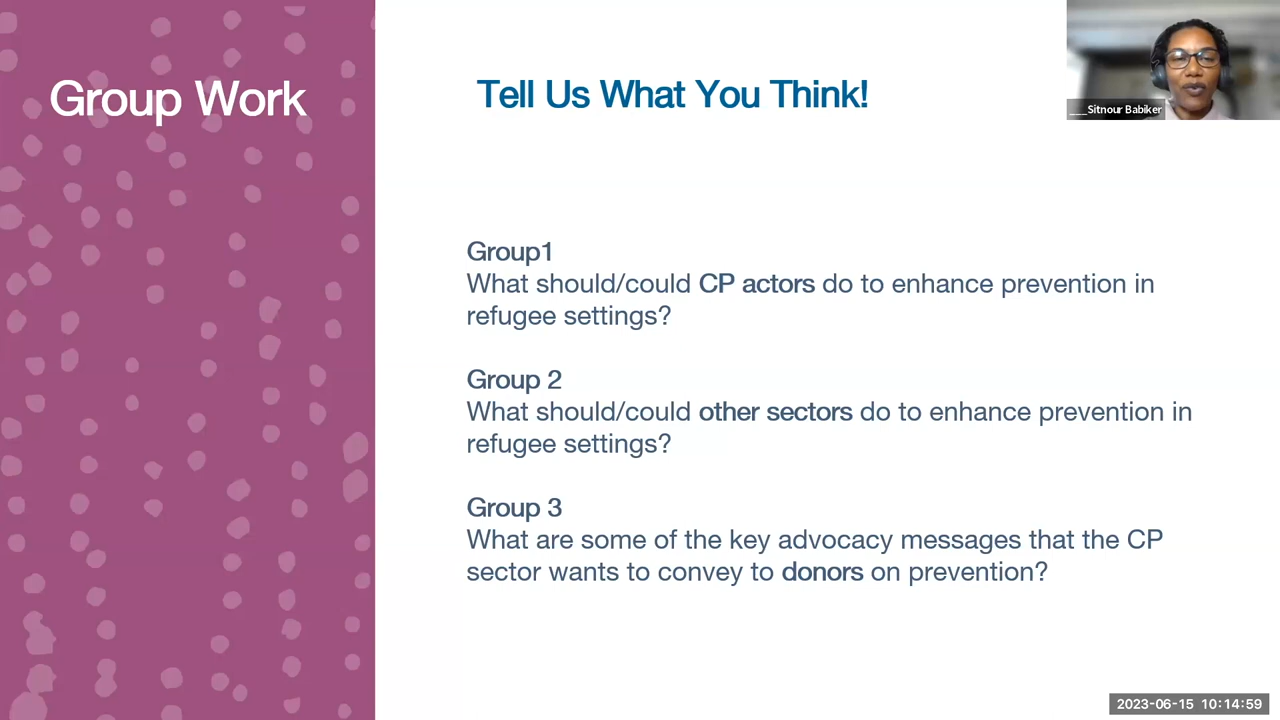 Group Work
Tell Us What You Think!
___Sitnour Babiker
Group1
What should/could CP actors do to enhance prevention in
refugee settings?
Group 2
What should/could other sectors do to enhance prevention in
refugee settings?
Group 3
What are some of the key advocacy messages that the CP
sector wants to convey to donors on prevention?
2023-06-15 10:14:59